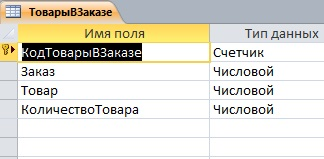 ТоварыВЗаказе
Имя поля Тип данных
КодТоварыВЗаказе Счетчик
Заказ Числовой
Товар Числовой
КоличествоТовара Числовой